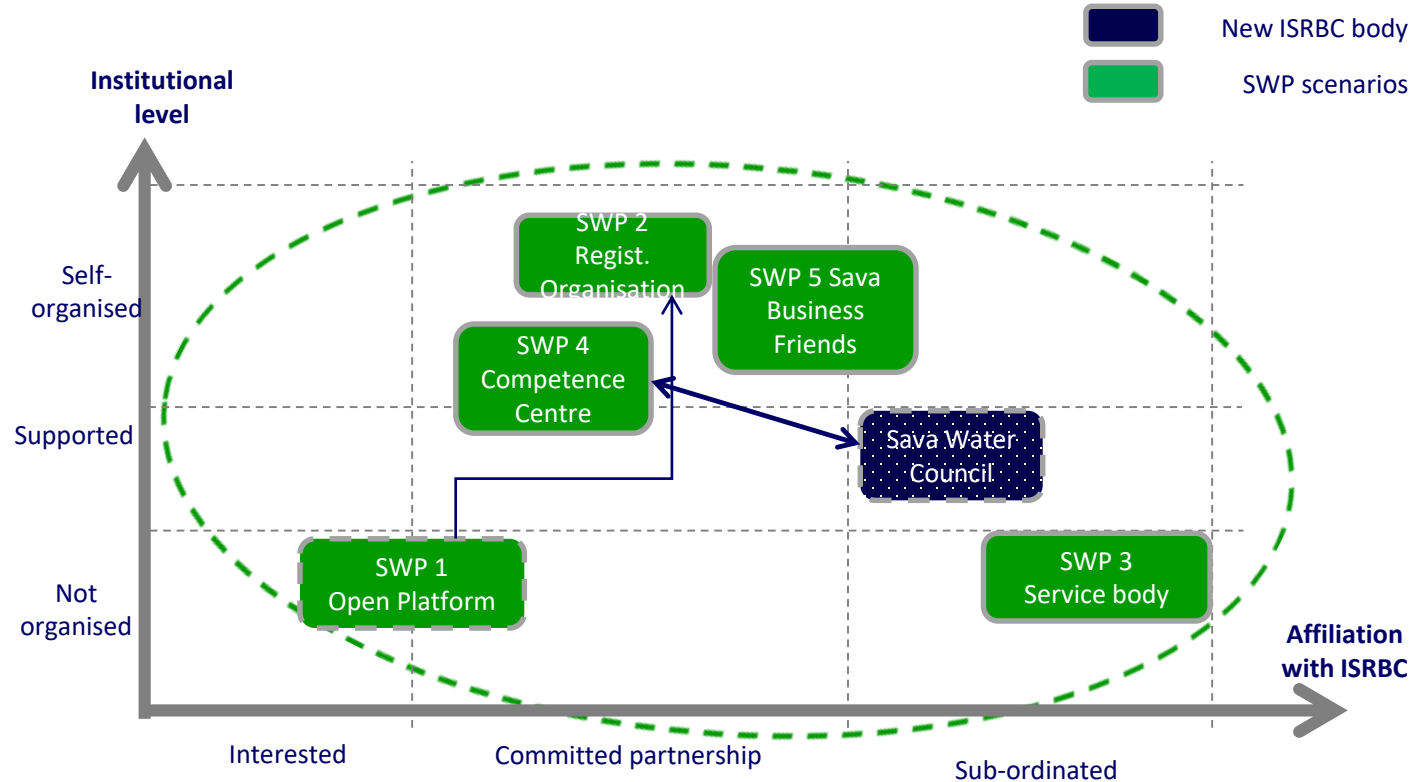 New ISRBC body
SWP scenarios
Institutional
level
Self-
organised
Supported
Not
organised
SWP 2
Regist.
Organisation
SWP 5 Sava
Business
Friends
SWP 4
Competence
Centre
Sava Water
Council
SWP 1
Open Platform
SWP 3
Service body
Affiliation
with ISRBC
Interested
Committed partnership
Sub-ordinated